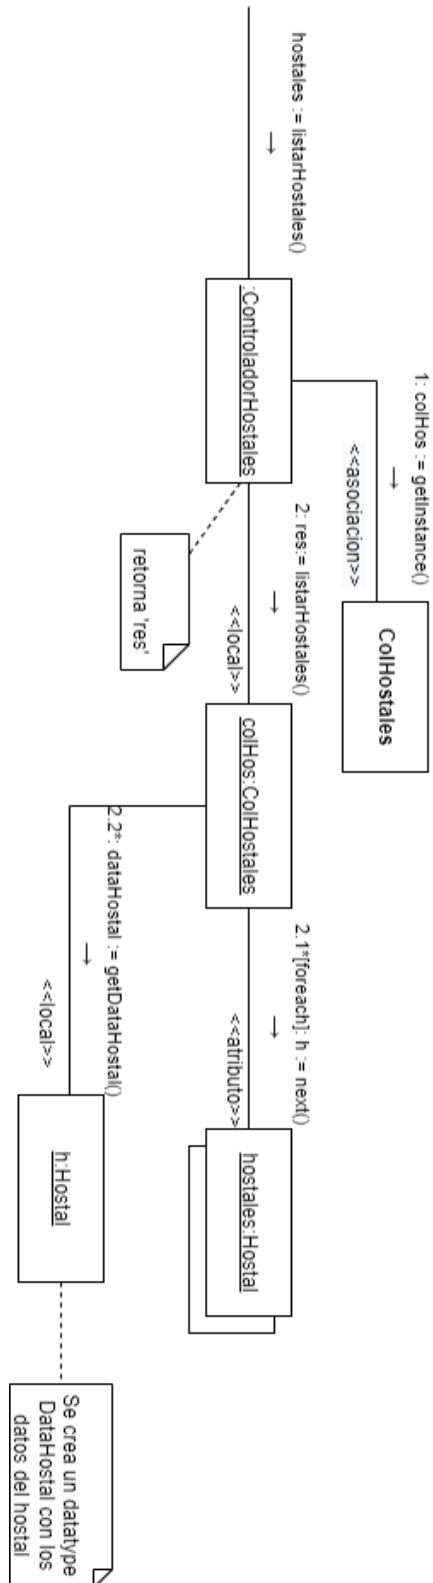 hostales := listarHostales()
→
:ControladorHostales
retorna 'res'
1: colHos := getInstance()
→
<<asociacion>>
ColHostales
2: res:= listarHostales()
→
<<local>>
colHos:ColHostales
2.1*[foreach]: h := next()
→
<<atributo>>
hostales:Hostal
2.2*: dataHostal := getDataHostal()
→
<<local>>
h:Hostal
Se crea un datatype
DataHostal con los
datos del hostal